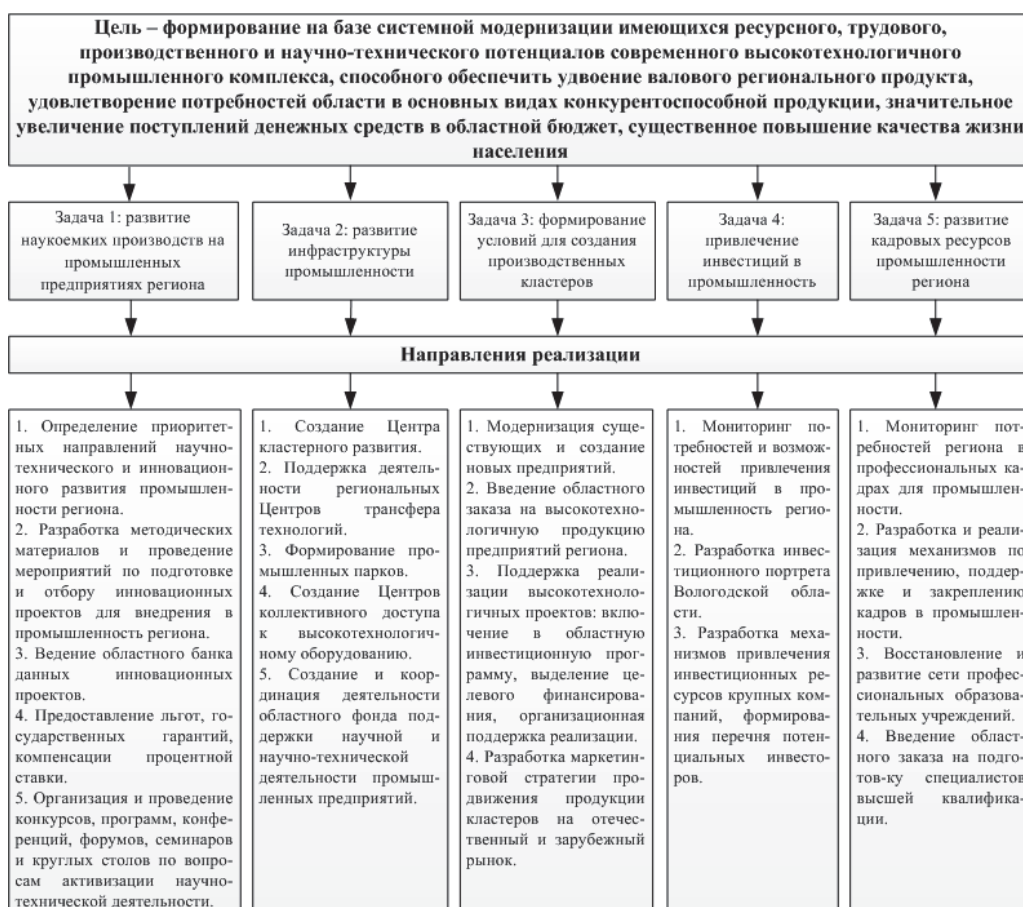 Цель – формирование на базе системной модернизации имеющихся ресурсного, трудового,
производственного и научно-технического потенциалов современного высокотехнологичного
промышленного комплекса, способного обеспечить удвоение валового регионального продукта,
удовлетворение потребностей области в основных видах конкурентоспособной продукции, значительное
увеличение поступлений денежных средств в областной бюджет, существенное повышение качества жизни
населения
Задача 1: развитие
наукоемких производств на
промышленных
предприятиях региона
Задача 2: развитие
инфраструктуры
промышленности
Задача 3: формирование
условий для создания
производственных
кластеров
Задача 4:
привлечение
инвестиций в
промышленность
Задача 5: развитие
кадровых ресурсов
промышленности
региона
Направления реализации
1. Определение приоритет-
ных направлений научно-
технического и инновацион-
ного развития промышлен-
ности региона.
2. Разработка методических
материалов и проведение
мероприятий по подготовке
и отбору инновационных
проектов для внедрения в
промышленность региона.
3. Ведение областного банка
данных инновационных
проектов.
4. Предоставление льгот, го-
сударственных гарантий,
компенсации процентной
ставки.
5. Организация и проведение
конкурсов, программ, конфе-
ренций, форумов, семинаров
и круглых столов по вопро-
сам активизации научно-
технической деятельности.
1. Создание Центра
кластерного развития.
2. Поддержка деятель-
ности региональных
Центров трансфера
технологий.
3. Формирование про-
мышленных парков.
4. Создание Центров
коллективного доступа
к высокотехнологич-
ному оборудованию.
5. Создание и коор-
динация деятельности
областного фонда под-
держки научной и
научно-технической
деятельности промыш-
ленных предприятий.
1. Модернизация суще-
ствующих и создание
новых предприятий.
2. Введение областного
заказа на высокотехно-
логичную продукцию
предприятий региона.
3. Поддержка реали-
зации высокотехноло-
гичных проектов: вклю-
чение в областную
инвестиционную прог-
рамму, выделение це-
левого финансирова-
ния, организационная
поддержка реализации.
4. Разработка маркетин-
говой стратегии про-
движения продукции
кластеров на отечес-
твенный и зарубежный
рынок.
1. Мониторинг по-
требностей и возмож-
ностей привлечения
инвестиций в про-
мышленность регио-
на.
2. Разработка инвес-
тиционного портрета
Вологодской обла-
сти.
3. Разработка меха-
низмов привлечения
инвестиционных ре-
сурсов крупных ком-
паний, формирова-
ния перечня потен-
циальных инвесто-
ров.
1. Мониторинг пот-
ребностей региона в
профессиональных ка-
драх для промышлен-
ности.
2. Разработка и реали-
зация механизмов по
привлечению, поддер-
жке и закреплению
кадров в промышлен-
ности.
3. Восстановление и
развитие сети профес-
сиональных образова-
тельных учреждений.
4. Введение област-
ного заказа на подго-
тов-ку специалистов
высшей квалифика-
ции.